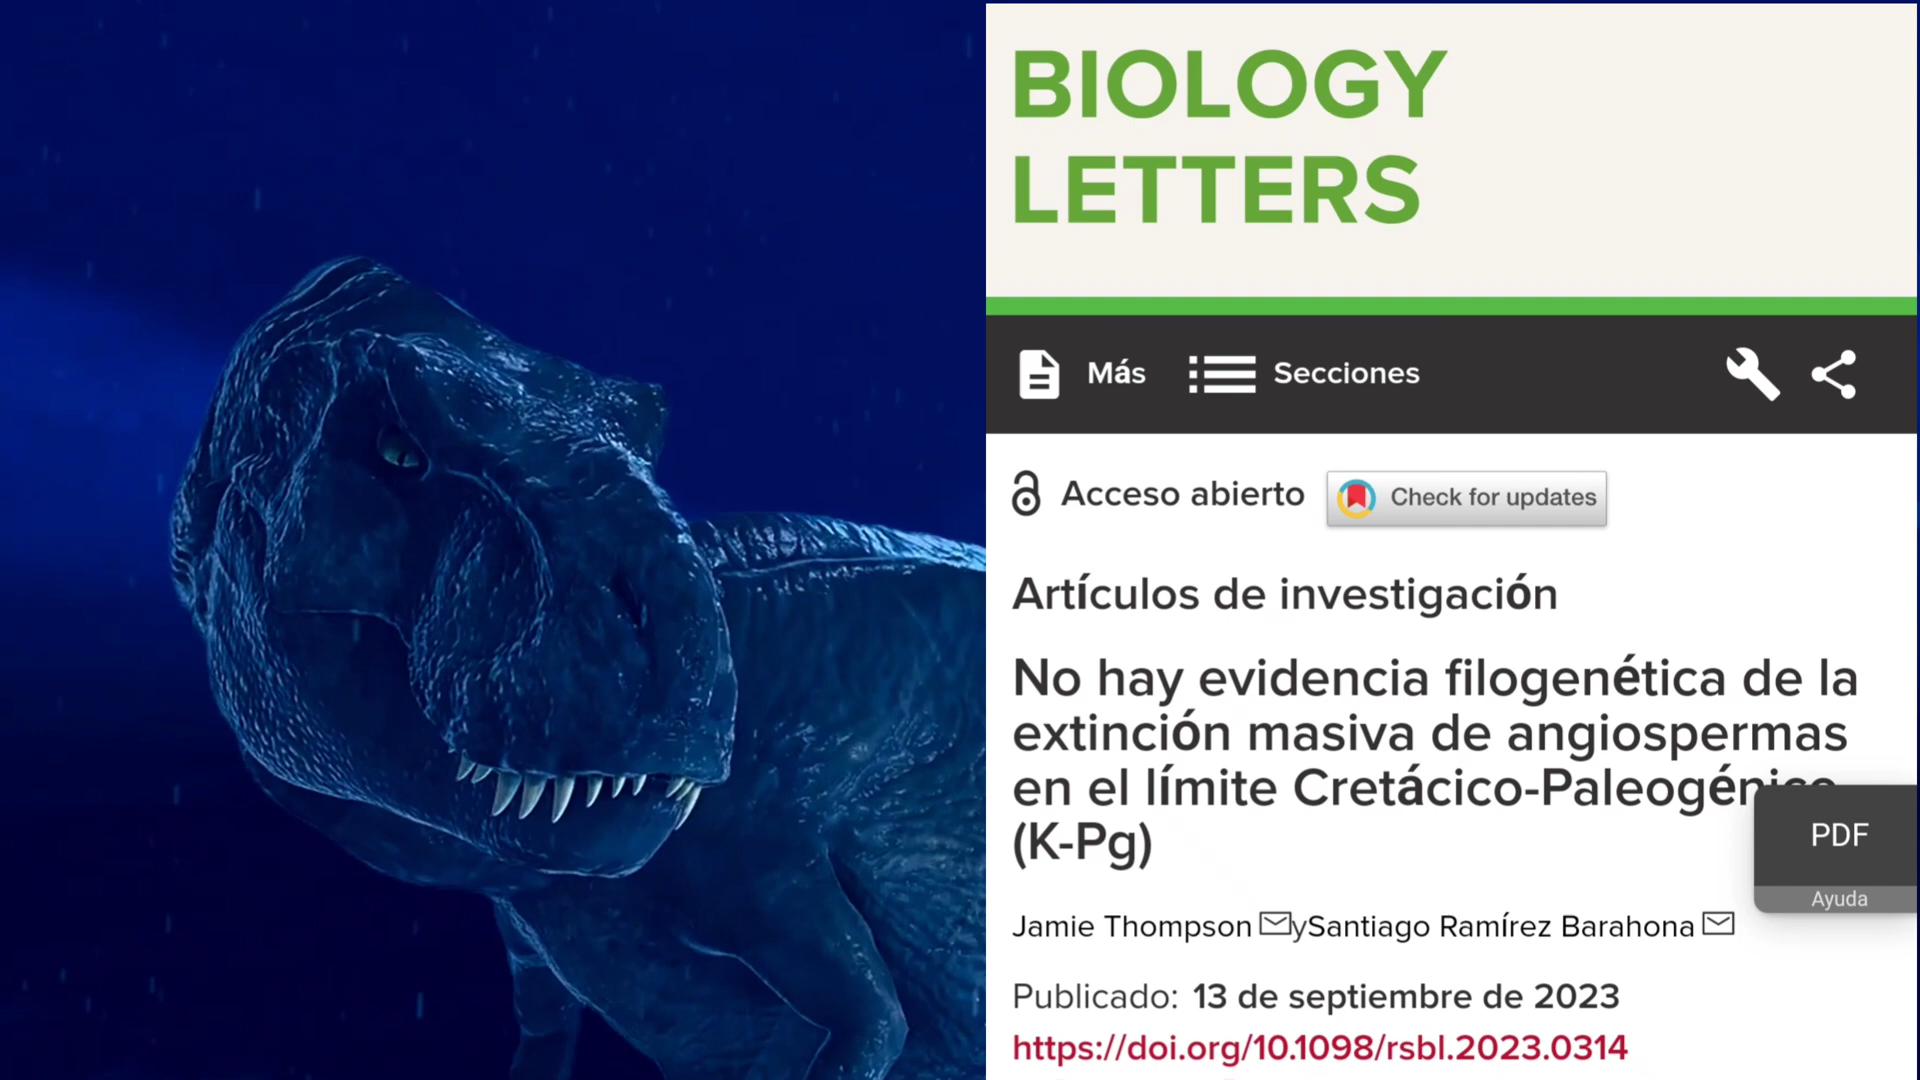 BIOLOGY
LETTERS
Más
Secciones
Acceso abierto
Check for updates
Artículos de investigación
No hay evidencia filogenética de la
extinción masiva de angiospermas
en el límite Cretácico-Paleogénico
(K-Pg)
PDF
Ayuda
Jamie Thompson y Santiago Ramírez Barahona
Publicado: 13 de septiembre de 2023
https://doi.org/10.1098/rsbl.2023.0314